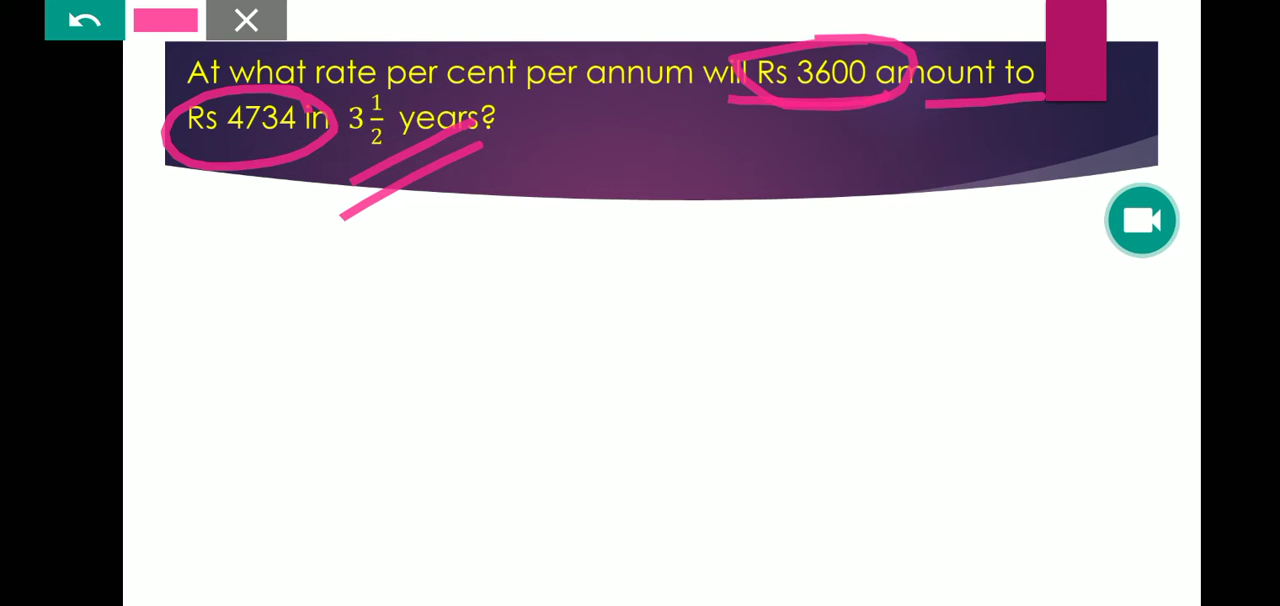 At what rate per cent per annum will Rs 3600 amount to
Rs 4734 in 3 1/2 years?